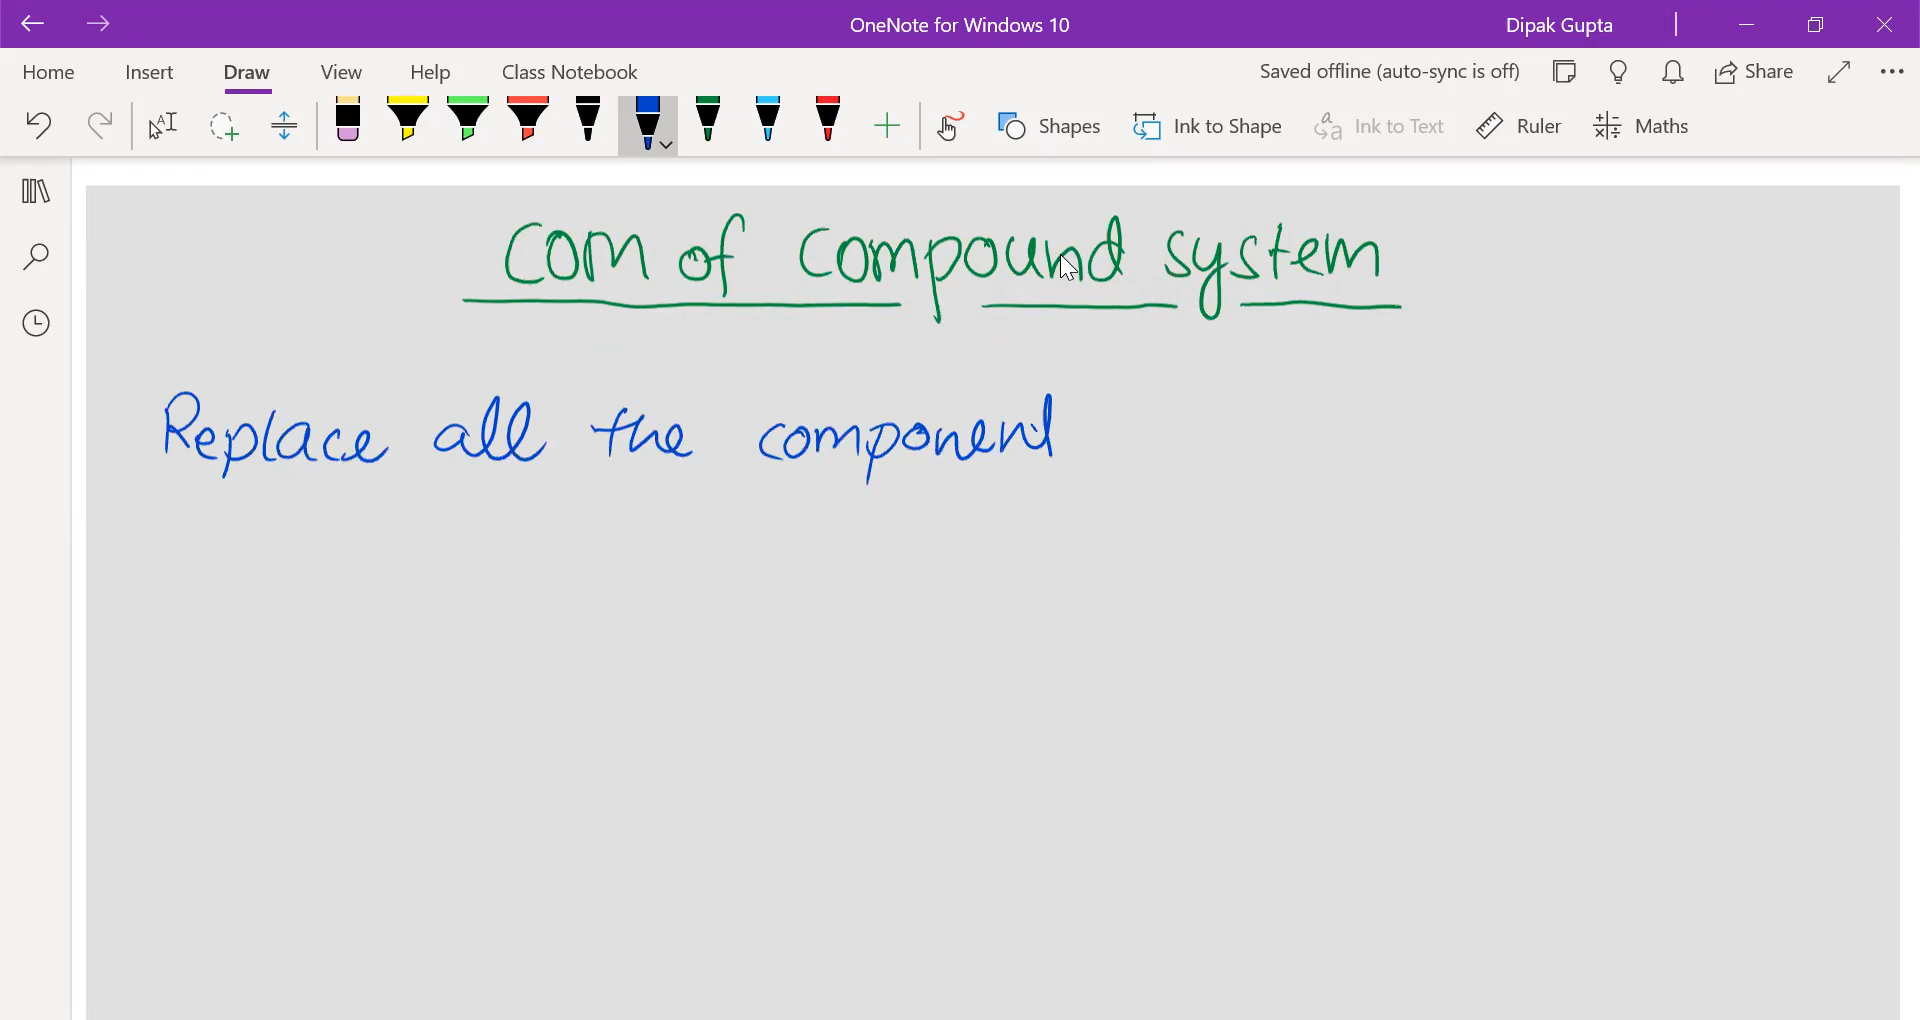 OneNote for Windows 10
Dipak Gupta
Home Insert Draw View Help Class Notebook
Saved offline (auto-sync is off) Share
Shapes Ink to Shape Ink to Text Ruler Maths
COM of compound system
Replace all the component